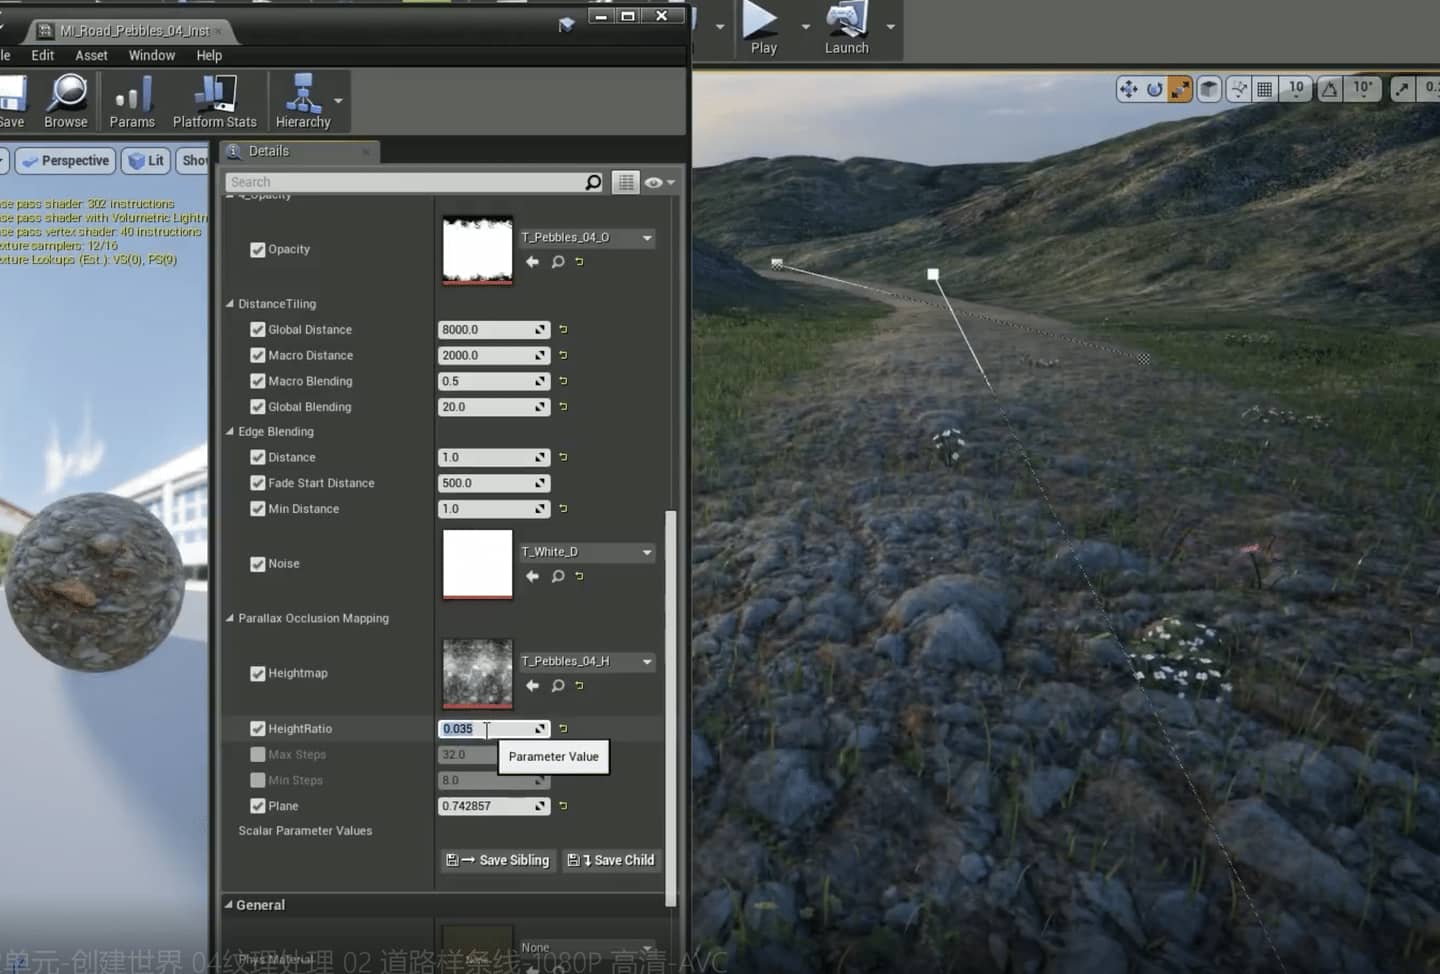 MI_Road_Pebbles_04_Inst
Edit Asset Window Help
Play
Launch
Save
Browse
Params
Platform Stats
Hierarchy
10
10°
Details
Perspective
Lit
Search
se pass shader: 302 instructions
se pass shader with Volumetric Lightm
se pass vertex shader: 40 instructions
xture samplers: 12/16
xture Lookups (Est.): VS(0), PS(9)
4_Opacity
Opacity
T_Pebbles_04_O
DistanceTiling
Global Distance 8000.0
Macro Distance 2000.0
Macro Blending 0.5
Global Blending 20.0
Edge Blending
Distance 1.0
Fade Start Distance 500.0
Min Distance 1.0
Noise
T_White_D
Parallax Occlusion Mapping
Heightmap
T_Pebbles_04_H
HeightRatio 0.035
Max Steps 32.0
Parameter Value
Min Steps 8.0
Plane 0.742857
Scalar Parameter Values
Save Sibling
Save Child
General
None
Phys Material
None
单元-创建世界 04纹理处理 02 道路样条线-1080P 高清-AVC